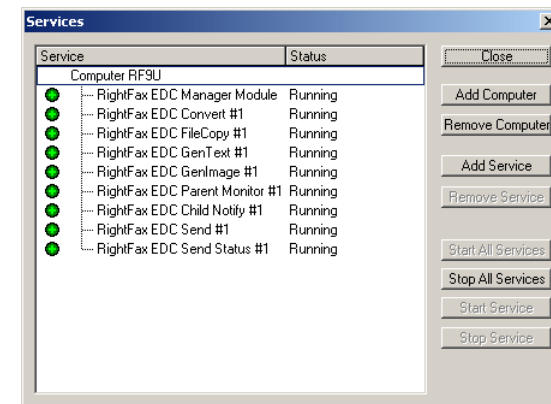 Services
Service Status
Computer RF9U
RightFax EDC Manager Module Running
RightFax EDC Convert #1 Running
RightFax EDC FileCopy #1 Running
RightFax EDC GenText #1 Running
RightFax EDC GenImage #1 Running
RightFax EDC Parent Monitor #1 Running
RightFax EDC Child Notify #1 Running
RightFax EDC Send #1 Running
RightFax EDC Send Status #1 Running
Close
Add Computer
Remove Computer
Add Service
Remove Service
Start All Services
Stop All Services
Start Service
Stop Service